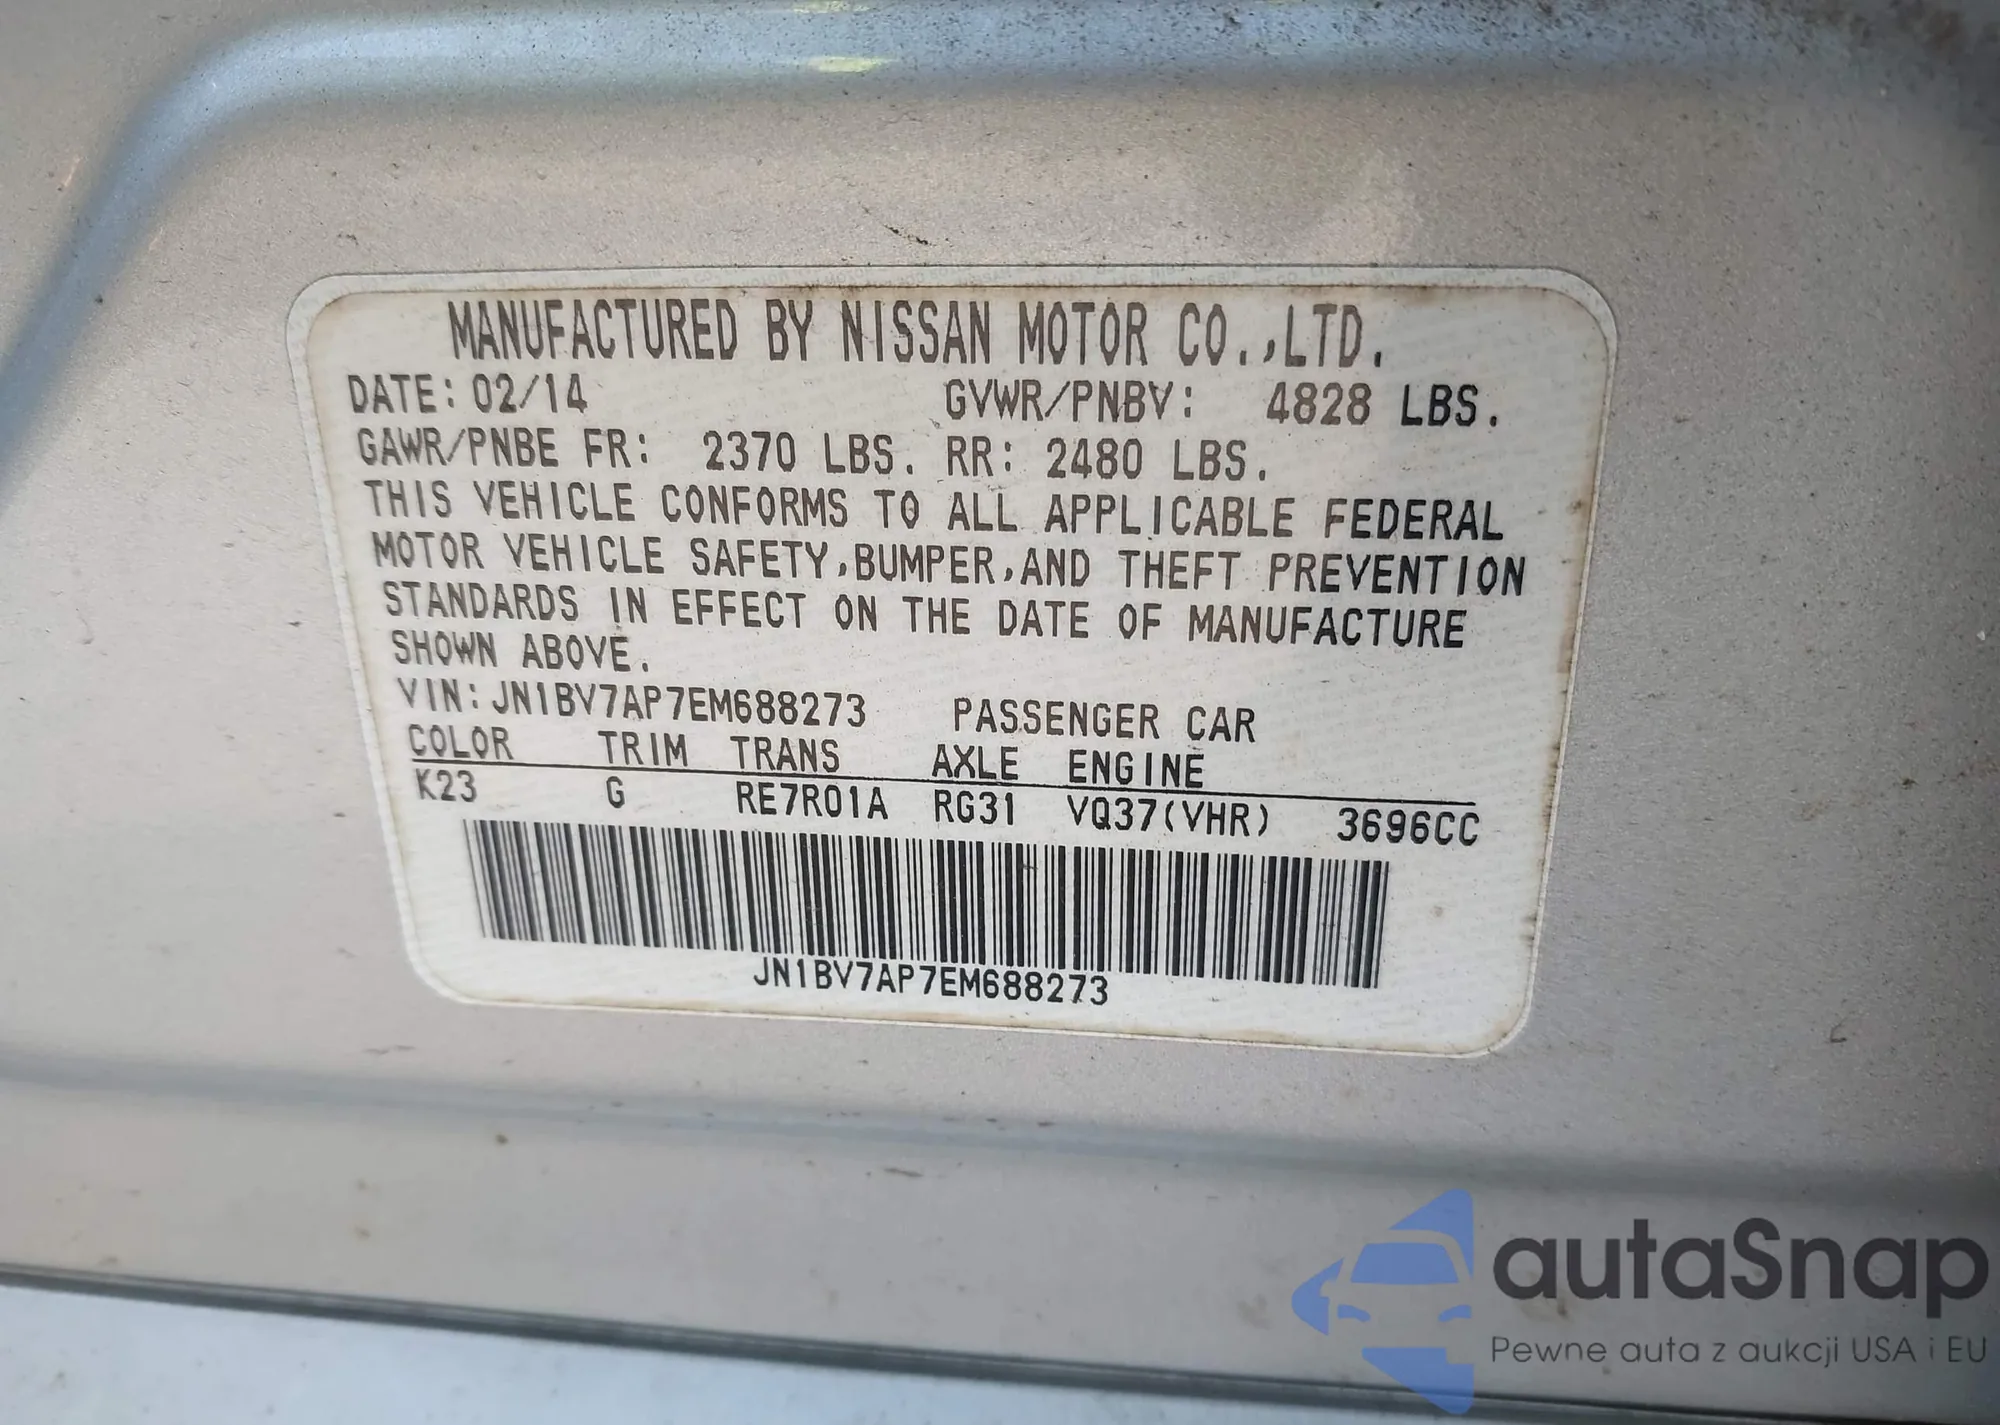 MANUFACTURED BY NISSAN MOTOR CO.,LTD.
DATE: 02/14 GVWR/PNBV: 4828 LBS.
GAWR/PNBE FR: 2370 LBS. RR: 2480 LBS.
THIS VEHICLE CONFORMS TO ALL APPLICABLE FEDERAL
MOTOR VEHICLE SAFETY,BUMPER,AND THEFT PREVENTION
STANDARDS IN EFFECT ON THE DATE OF MANUFACTURE
SHOWN ABOVE.
VIN: JN1BV7AP7EM688273 PASSENGER CAR
COLOR TRIM TRANS AXLE ENGINE
K23 G RE7R01A RG31 VQ37(VHR) 3696CC
JN1BV7AP7EM688273
autaSnap
Pewne auta z aukcji USA i EU